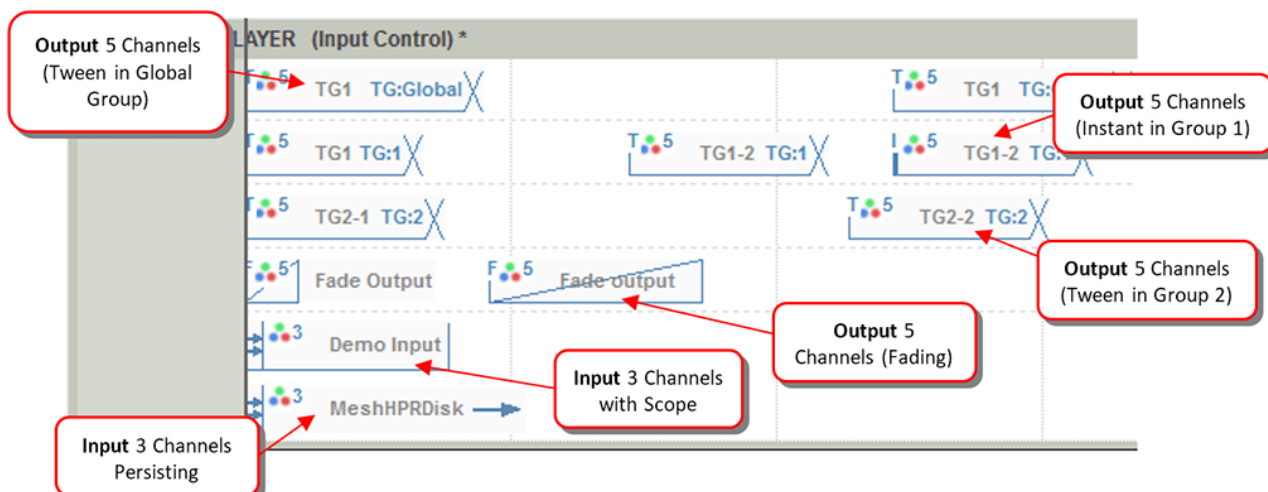 LAYER (Input Control) *
Output 5 Channels
(Tween in Global
Group)
T 5 TG1 TG:Global
T 5 TG1 TG:
Output 5 Channels
(Instant in Group 1)
T 5 TG1 TG:1
T 5 TG1-2 TG:1
I 5 TG1-2
T 5 TG2-1 TG:2
T 5 TG2-2 TG:2
Output 5 Channels
(Tween in Group 2)
F 5 Fade Output
F 5 Fade output
Output 5
Channels (Fading)
3 Demo Input
Input 3 Channels
with Scope
3 MeshHPRDisk
Input 3 Channels
Persisting